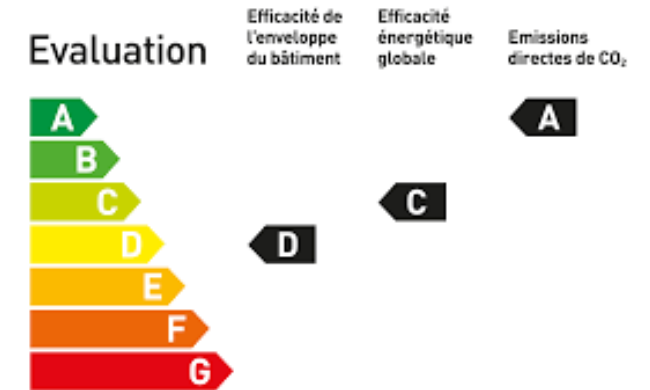 Evaluation
Efficacité de
l'enveloppe
du bâtiment
Efficacité
énergétique
globale
Emissions
directes de CO₂
A
A
B
C
C
D
D
E
F
G